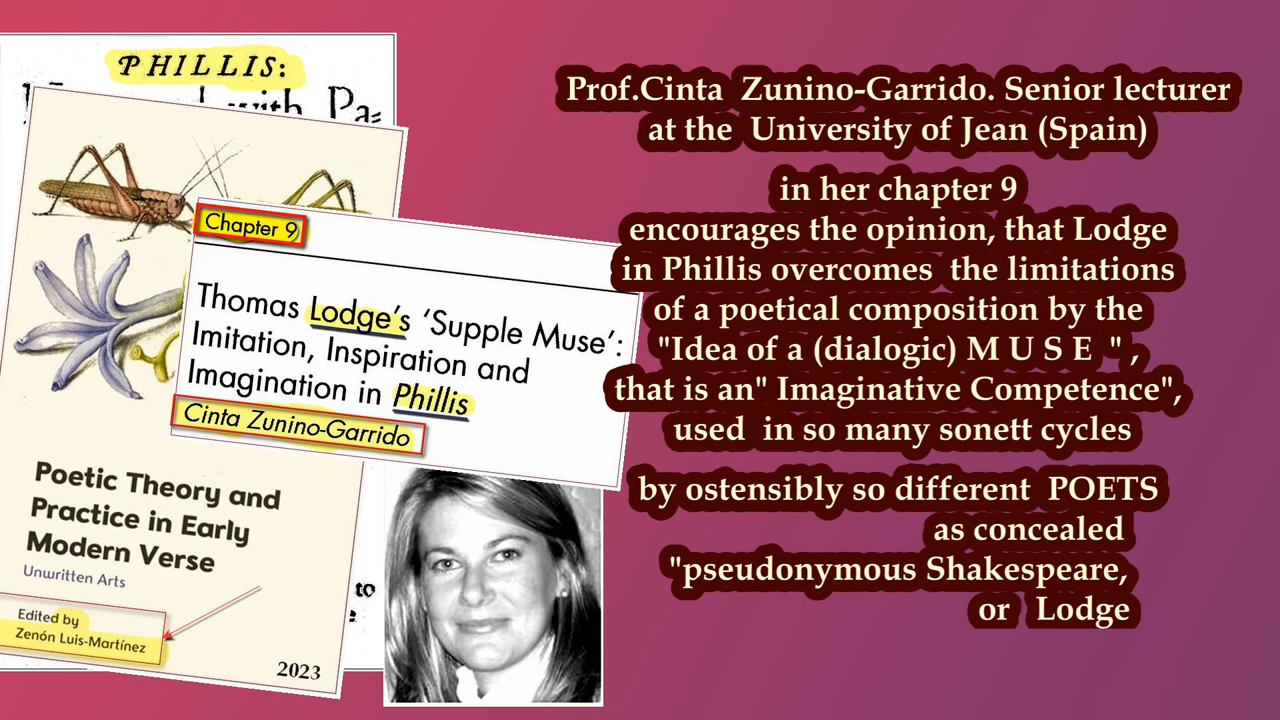 PHILLIS:
with Pa=
Chapter 9
Thomas Lodge's 'Supple Muse':
Imitation, Inspiration and
Imagination in Phillis
Cinta Zunino-Garrido
Poetic Theory and
Practice in Early
Modern Verse
Unwritten Arts
Edited by
Zenón Luis-Martínez
2023
to
Prof.Cinta Zunino-Garrido. Senior lecturer
at the University of Jean (Spain)
in her chapter 9
encourages the opinion, that Lodge
in Phillis overcomes the limitations
of a poetical composition by the
"Idea of a (dialogic) M U S E " ,
that is an" Imaginative Competence",
used in so many sonett cycles
by ostensibly so different POETS
as concealed
"pseudonymous Shakespeare,
or Lodge